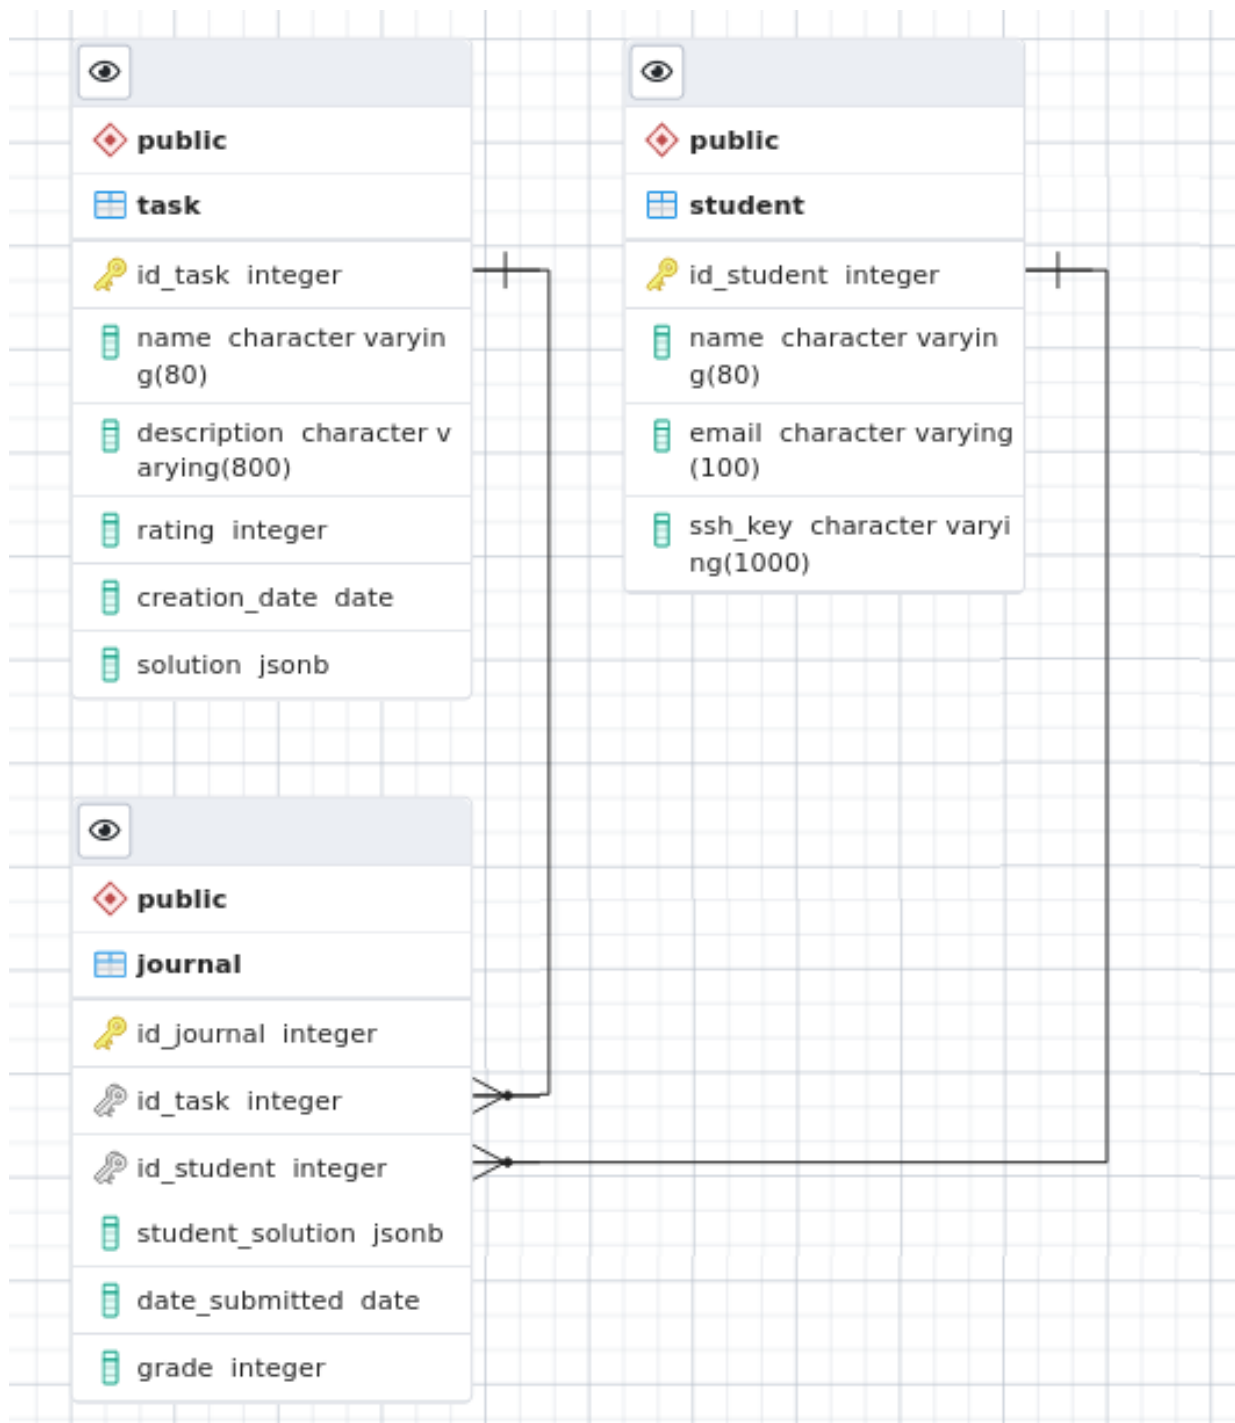 public
task
id_task integer
name character varyin
g(80)
description character v
arying(800)
rating integer
creation_date date
solution jsonb
public
student
id_student integer
name character varyin
g(80)
email character varying
(100)
ssh_key character varyi
ng(1000)
public
journal
id_journal integer
id_task integer
id_student integer
student_solution jsonb
date_submitted date
grade integer